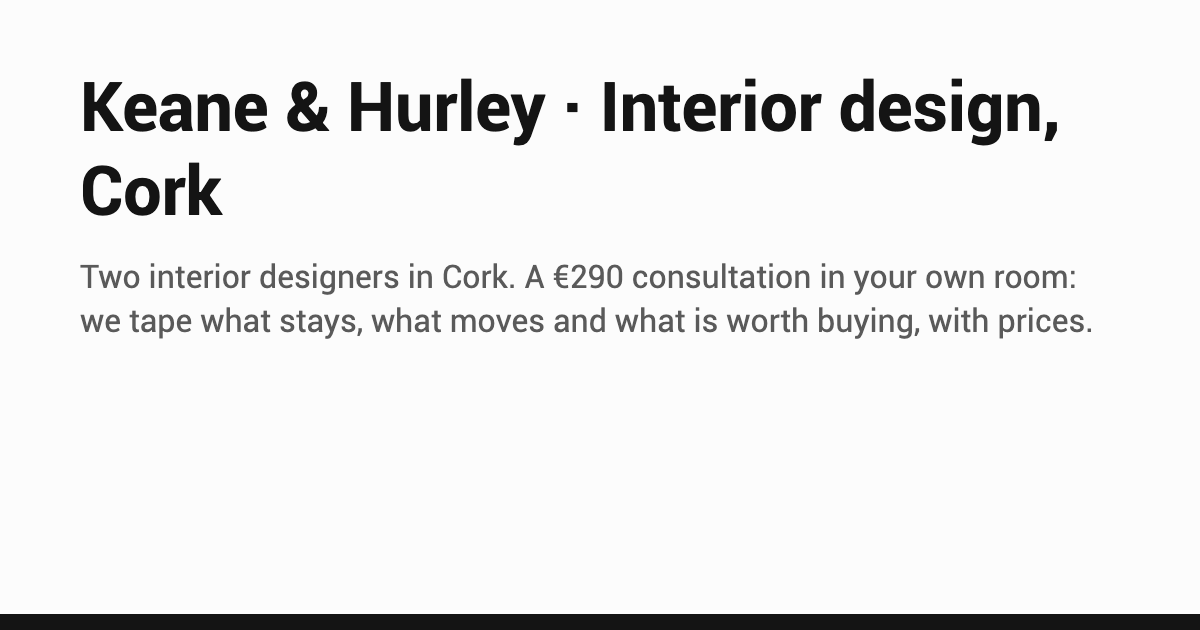 Keane & Hurley · Interior design,
Cork
Two interior designers in Cork. A €290 consultation in your own room:
we tape what stays, what moves and what is worth buying, with prices.